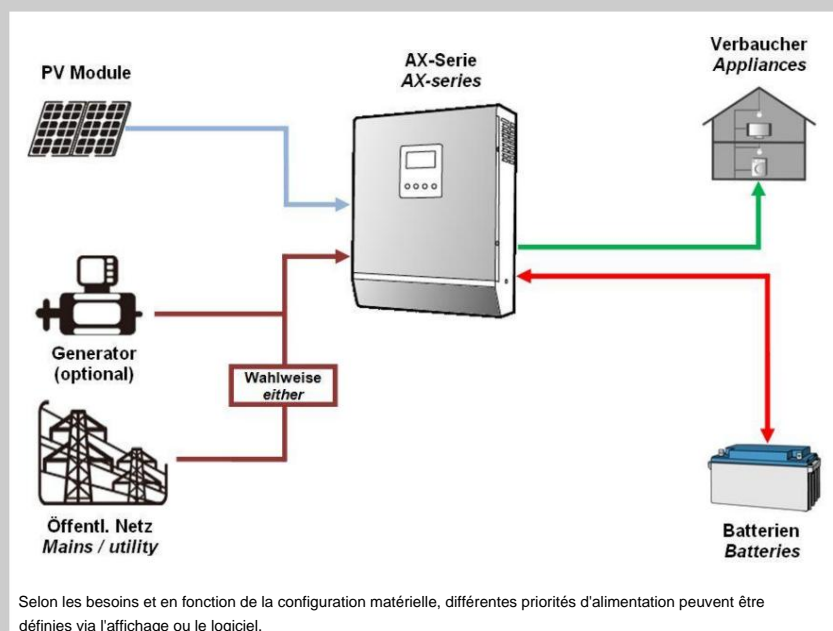 PV Module
AX-Serie
AX-series
Verbaucher
Appliances
Generator
(optional)
Wahlweise
either
Öffentl. Netz
Mains / utility
Batterien
Batteries
Selon les besoins et en fonction de la configuration matérielle, différentes priorités d'alimentation peuvent être
définies via l'affichage ou le logiciel.